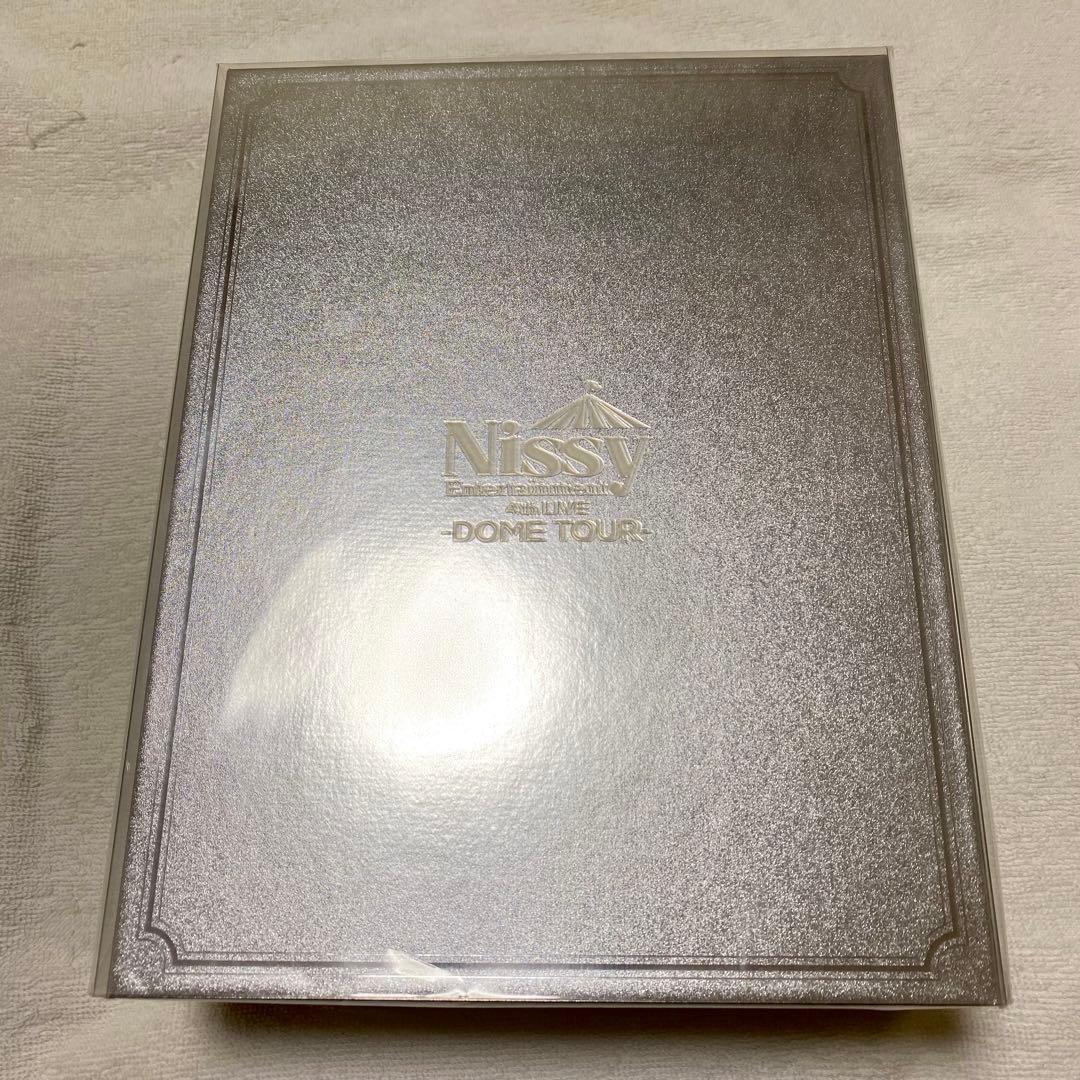 Nissy
Entertainment
4th LIVE
-DOME TOUR-